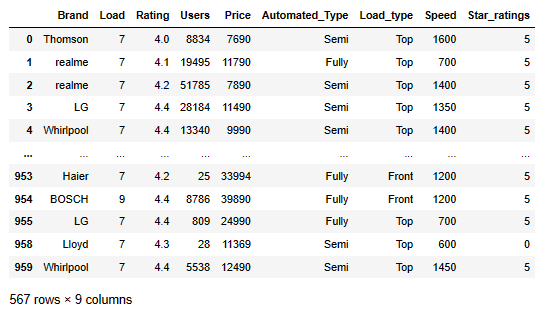 Brand Load Rating Users Price Automated_Type Load_type Speed Star_ratings
0 Thomson 7 4.0 8834 7690 Semi Top 1600 5
1 realme 7 4.1 19495 11790 Fully Top 700 5
2 realme 7 4.2 51785 7890 Semi Top 1400 5
3 LG 7 4.4 28184 11490 Semi Top 1350 5
4 Whirlpool 7 4.4 13340 9990 Semi Top 1400 5
... ... ... ... ... ... ... ... ... ...
953 Haier 7 4.2 25 33994 Fully Front 1200 5
954 BOSCH 9 4.4 8786 39890 Fully Front 1200 5
955 LG 7 4.4 809 24990 Fully Top 700 5
958 Lloyd 7 4.3 28 11369 Semi Top 600 0
959 Whirlpool 7 4.4 5538 12490 Semi Top 1450 5
567 rows × 9 columns